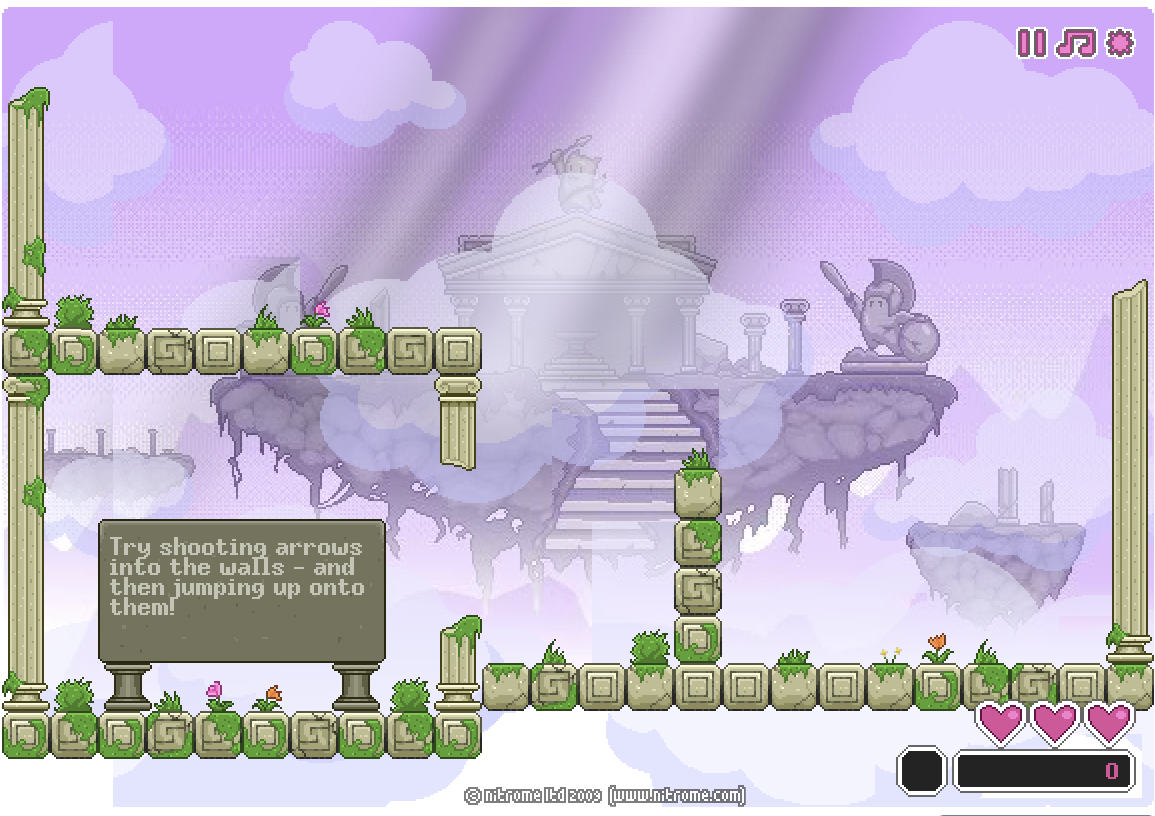 Try shooting arrows
into the walls - and
then jumping up onto
them!
0
© nitrome ltd 2009 (www.nitrome.com)